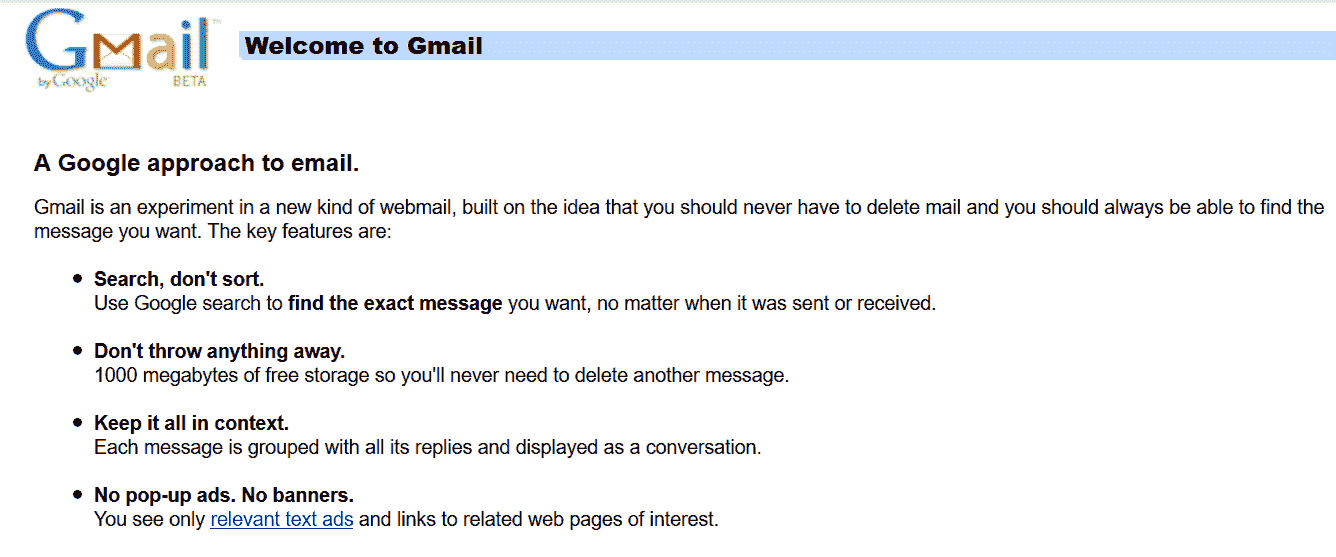 Gmail™
by Google BETA
Welcome to Gmail
A Google approach to email.
Gmail is an experiment in a new kind of webmail, built on the idea that you should never have to delete mail and you should always be able to find the
message you want. The key features are:
Search, don't sort.
Use Google search to find the exact message you want, no matter when it was sent or received.
Don't throw anything away.
1000 megabytes of free storage so you'll never need to delete another message.
Keep it all in context.
Each message is grouped with all its replies and displayed as a conversation.
No pop-up ads. No banners.
You see only relevant text ads and links to related web pages of interest.